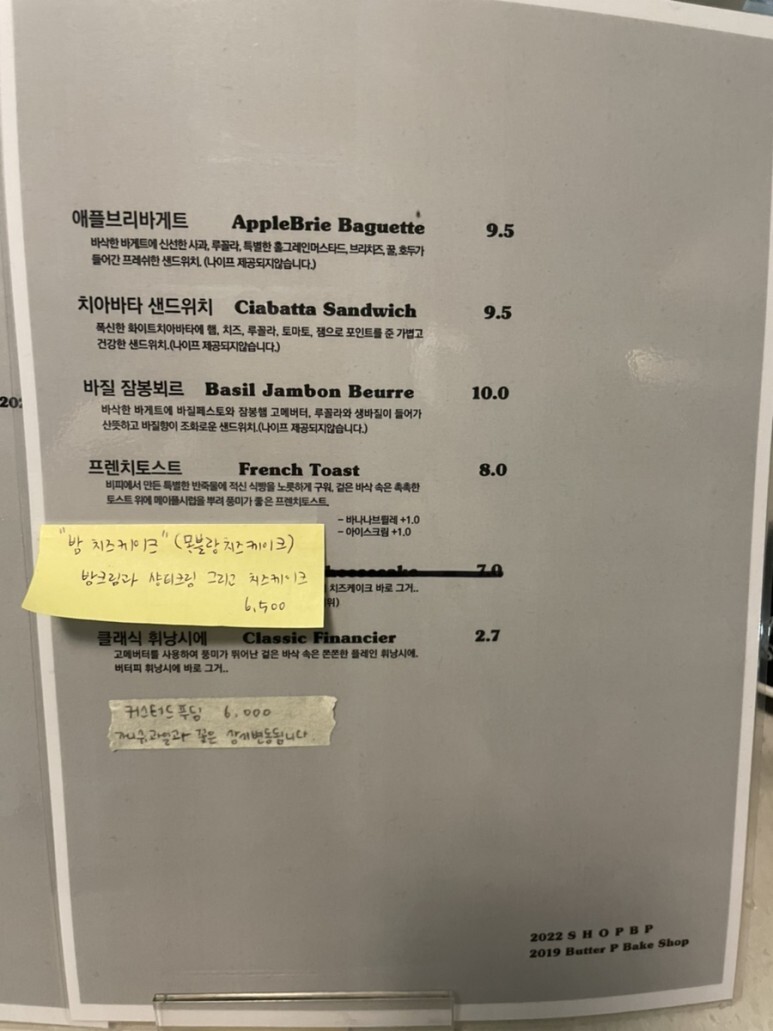 애플브리바게트 AppleBrie Baguette 9.5
바삭한 바게트에 신선한 사과, 루꼴라, 특별한 홀그레인머스타드, 브리치즈, 꿀, 호두가
들어간 프레쉬한 샌드위치. (나이프 제공되지않습니다.)
치아바타 샌드위치 Ciabatta Sandwich 9.5
폭신한 화이트치아바타에 햄, 치즈, 루꼴라, 토마토, 잼으로 포인트를 준 가볍고
건강한 샌드위치.(나이프 제공되지않습니다.)
바질 잠봉뵈르 Basil Jambon Beurre 10.0
바삭한 바게트에 바질페스토와 잠봉햄 고메버터, 루꼴라와 생바질이 들어가
산뜻하고 바질향이 조화로운 샌드위치.(나이프 제공되지않습니다.)
프렌치토스트 French Toast 8.0
비피에서 만든 특별한 반죽물에 적신 식빵을 노릇하게 구워, 겉은 바삭 속은 촉촉한
토스트 위에 메이플시럽을 뿌려 풍미가 좋은 프렌치토스트.
- 바나나브륄레 +1.0
- 아이스크림 +1.0
"밤 치즈케이크" (몽블랑 치즈케이크)
밤크림과 샹티크림 그리고 치즈케이크
6,500
7.0
치즈케이크 바로 그거..
클래식 휘낭시에 Classic Financier 2.7
고메버터를 사용하여 풍미가 뛰어난 겉은 바삭 속은 쫀쫀한 플레인 휘낭시에.
버터피 휘낭시에 바로 그거..
커스터드푸딩 6,000
과일과 꽃은 상시변동됩니다.
2022 S H O P B P
2019 Butter P Bake Shop